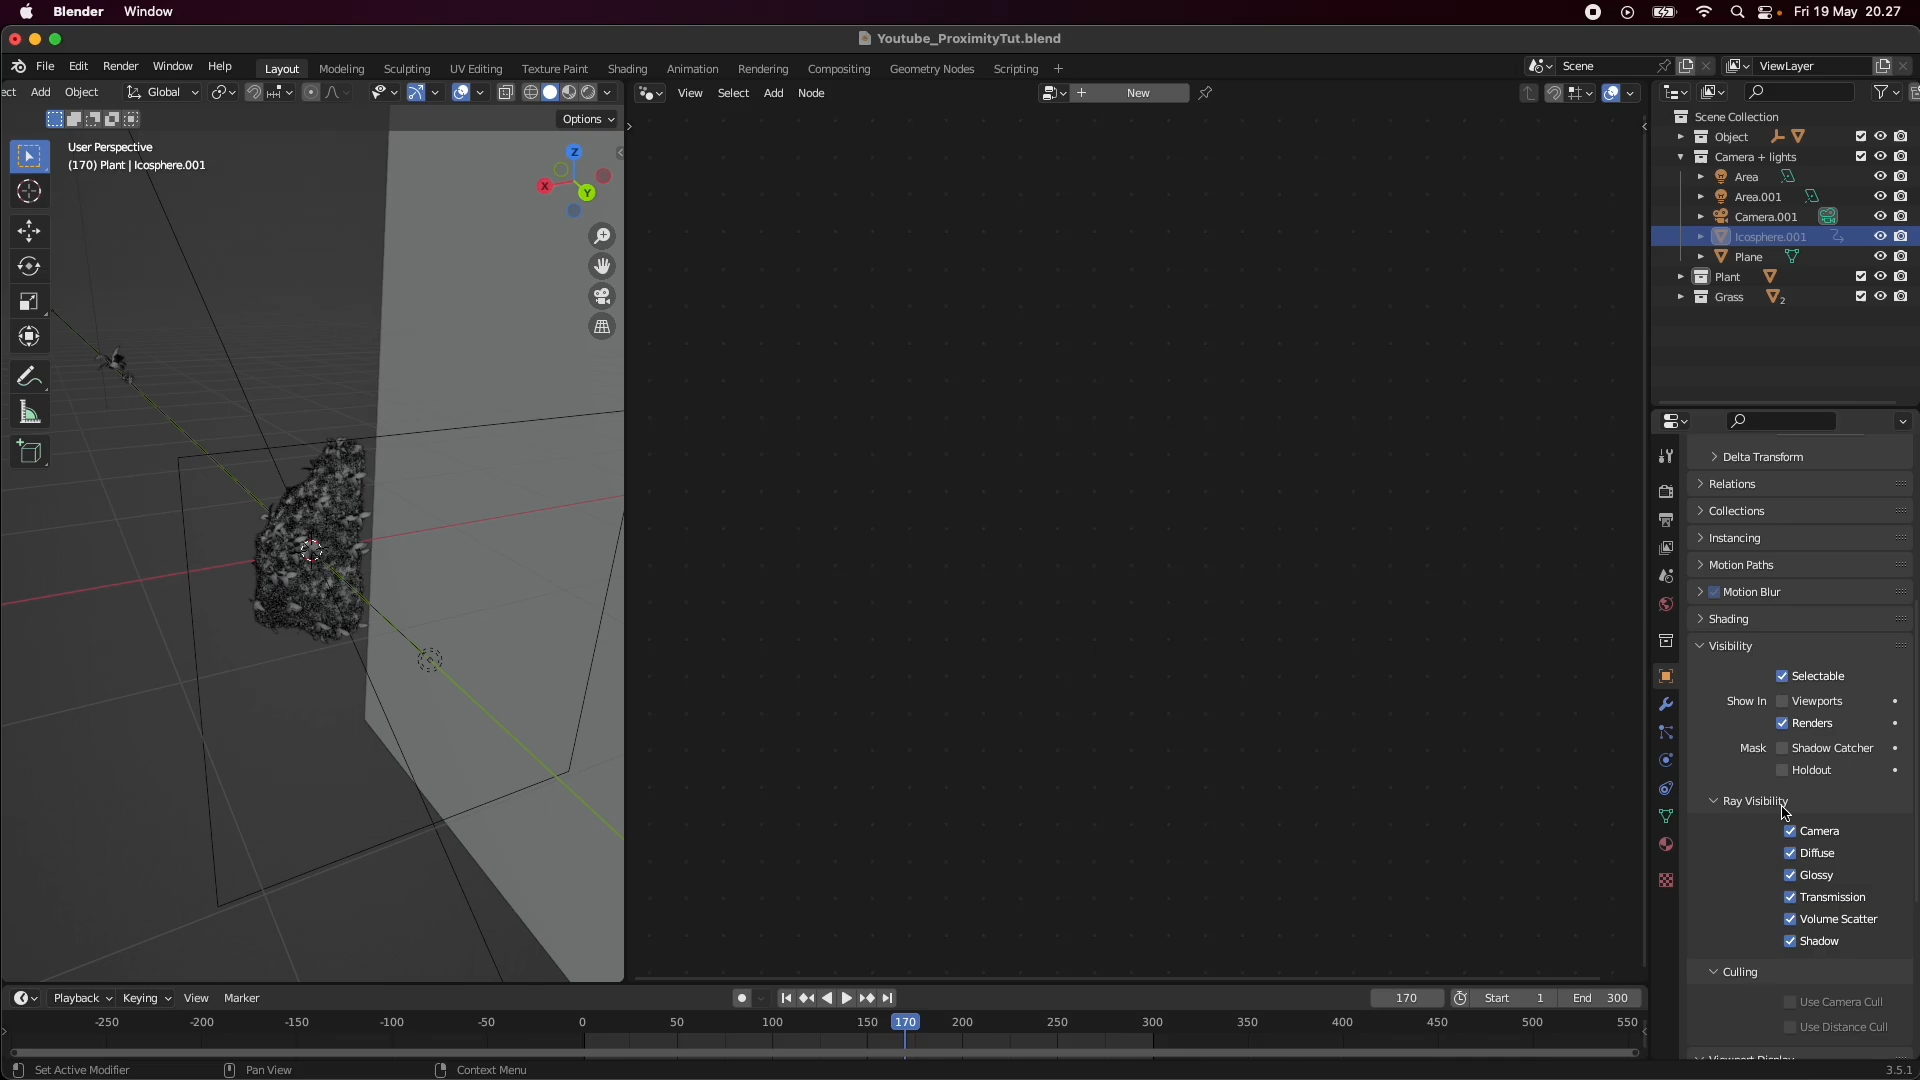 Blender Window Fri 19 May 20.27
Youtube_ProximityTut.blend
File Edit Render Window Help Layout Modeling Sculpting UV Editing Texture Paint Shading Animation Rendering Compositing Geometry Nodes Scripting + Scene ViewLayer
ect Add Object Global View Select Add Node New
Options
User Perspective
(170) Plant | Icosphere.001
Z
X
Y
Scene Collection
Object
Camera + lights
Area
Area.001
Camera.001
Icosphere.001
Plane
Plant
Grass 2
Delta Transform
Relations
Collections
Instancing
Motion Paths
Motion Blur
Shading
Visibility
Selectable
Show In Viewports
Renders
Mask Shadow Catcher
Holdout
Ray Visibility
Camera
Diffuse
Glossy
Transmission
Volume Scatter
Shadow
Culling
Use Camera Cull
Use Distance Cull
Viewport Display
Playback Keying View Marker 170 Start 1 End 300
-250 -200 -150 -100 -50 0 50 100 150 170 200 250 300 350 400 450 500 550
Set Active Modifier Pan View Context Menu 3.5.1